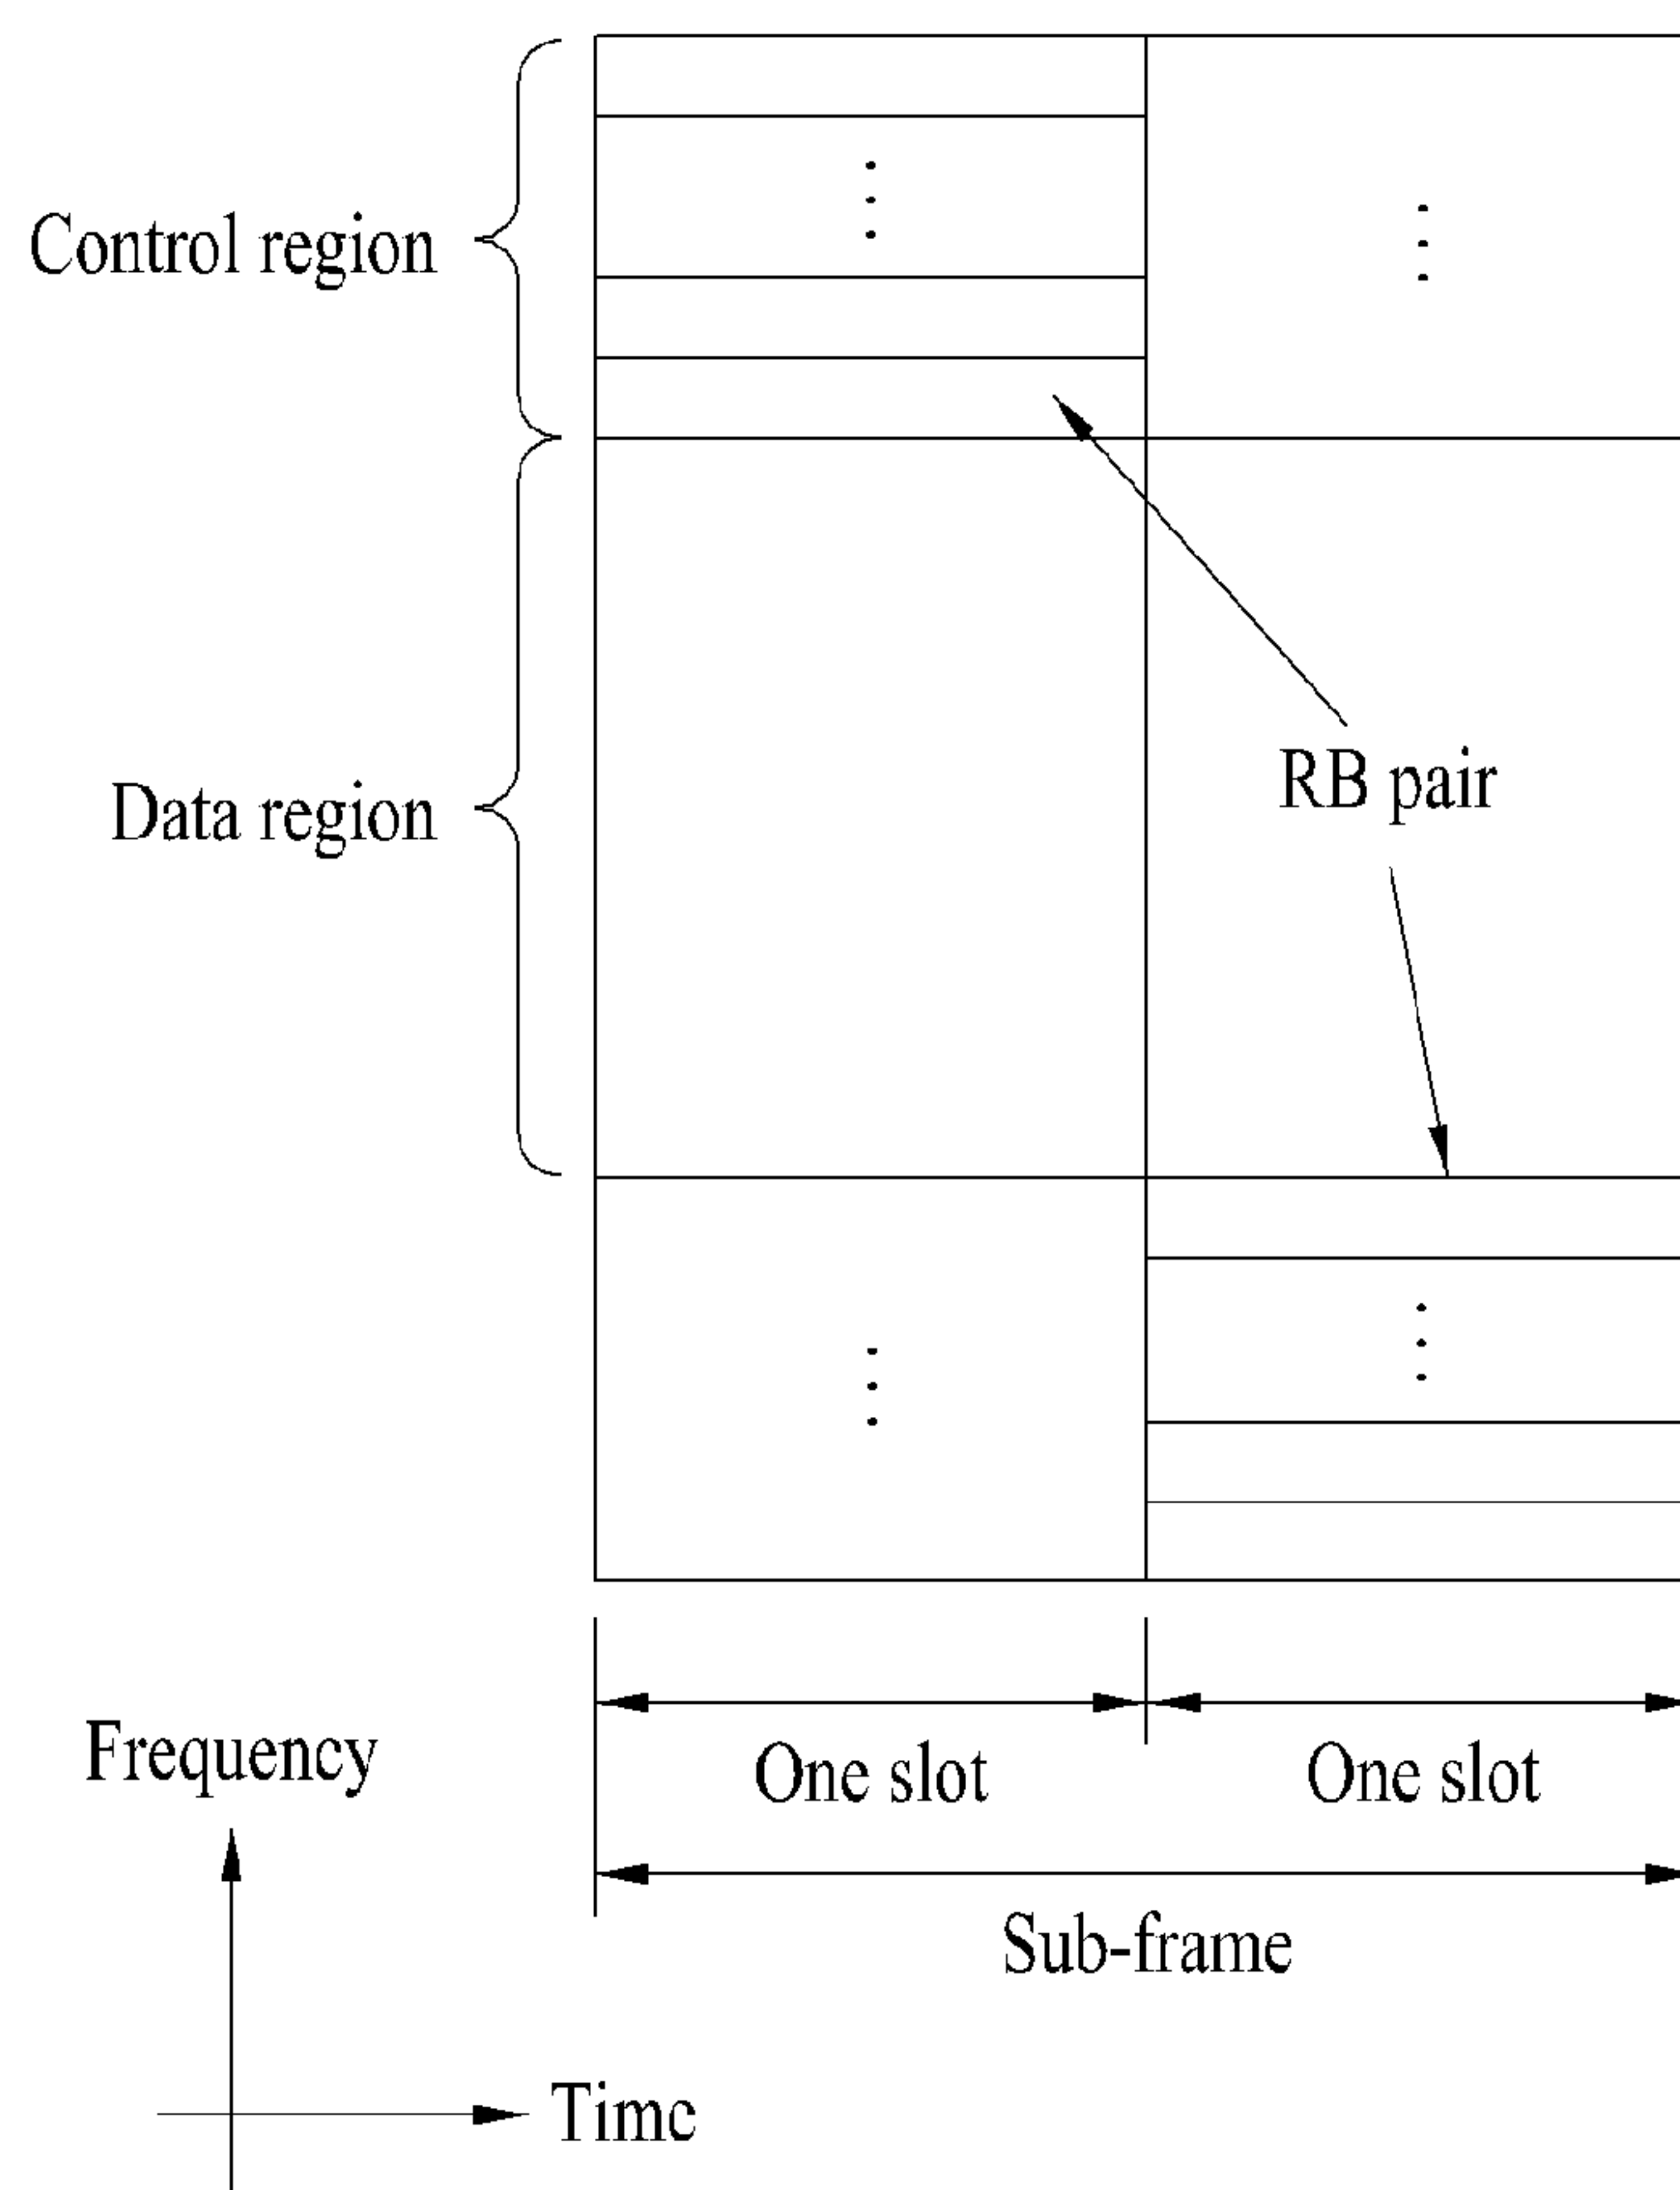 Control region
Data region
RB pair
Frequency
One slot
One slot
Sub-frame
Time